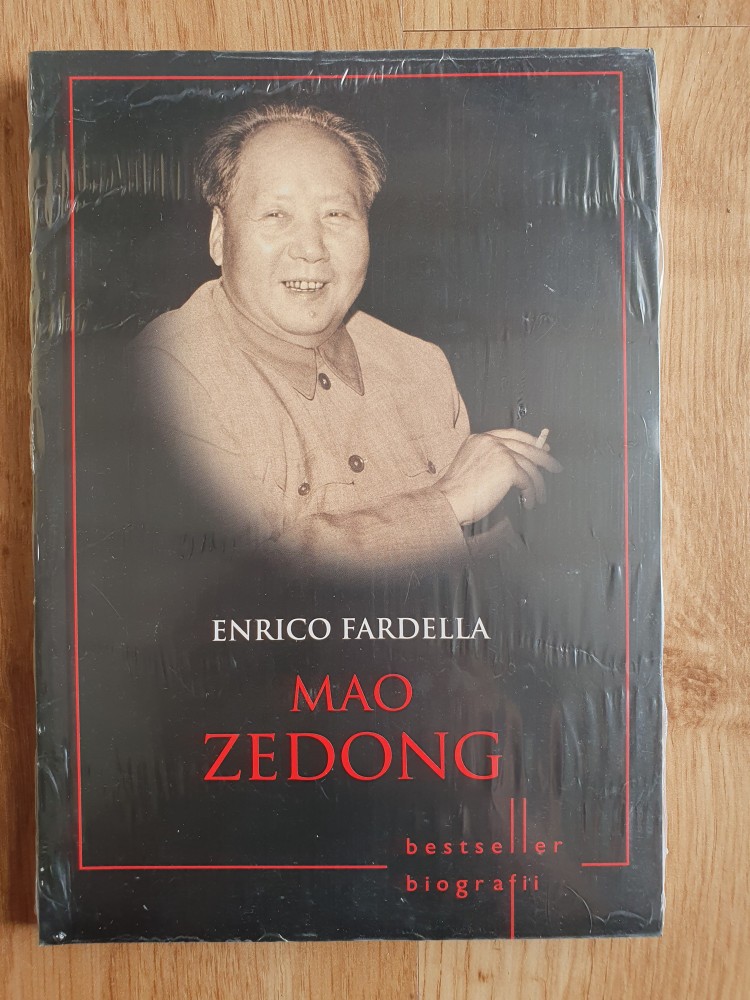 ENRICO FARDELLA
MAO
ZEDONG
bestseller
biografii